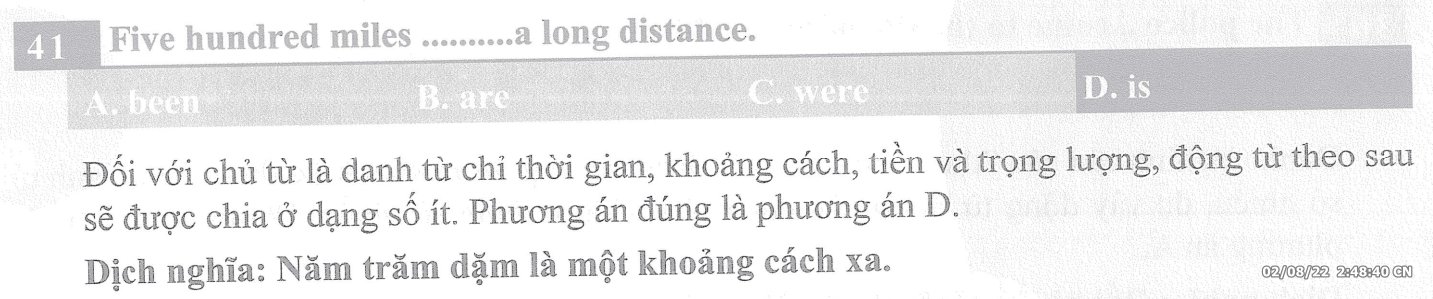 41 Five hundred miles ..........a long distance.
A. been B. are C. were D. is
Đối với chủ từ là danh từ chỉ thời gian, khoảng cách, tiền và trọng lượng, động từ theo sau
sẽ được chia ở dạng số ít. Phương án đúng là phương án D.
Dịch nghĩa: Năm trăm dặm là một khoảng cách xa.
02/08/22 2:48:40 CN